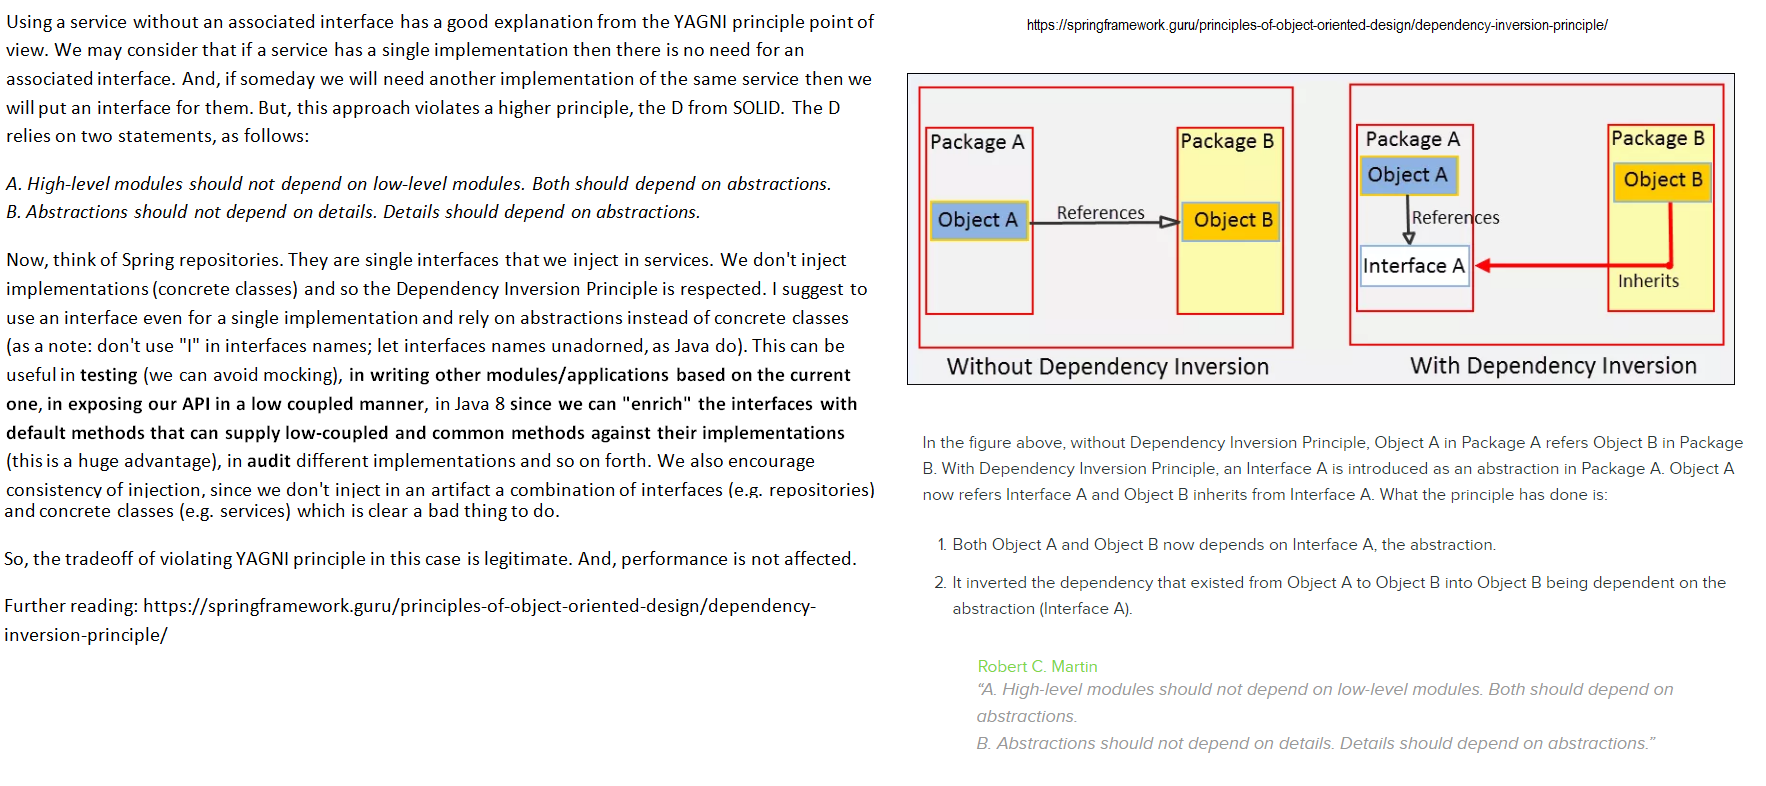 Using a service without an associated interface has a good explanation from the YAGNI principle point of
view. We may consider that if a service has a single implementation then there is no need for an
associated interface. And, if someday we will need another implementation of the same service then we
will put an interface for them. But, this approach violates a higher principle, the D from SOLID. The D
relies on two statements, as follows:
A. High-level modules should not depend on low-level modules. Both should depend on abstractions.
B. Abstractions should not depend on details. Details should depend on abstractions.
Now, think of Spring repositories. They are single interfaces that we inject in services. We don't inject
implementations (concrete classes) and so the Dependency Inversion Principle is respected. I suggest to
use an interface even for a single implementation and rely on abstractions instead of concrete classes
(as a note: don't use "I" in interfaces names; let interfaces names unadorned, as Java do). This can be
useful in testing (we can avoid mocking), in writing other modules/applications based on the current
one, in exposing our API in a low coupled manner, in Java 8 since we can "enrich" the interfaces with
default methods that can supply low-coupled and common methods against their implementations
(this is a huge advantage), in audit different implementations and so on forth. We also encourage
consistency of injection, since we don't inject in an artifact a combination of interfaces (e.g. repositories)
and concrete classes (e.g. services) which is clear a bad thing to do.
So, the tradeoff of violating YAGNI principle in this case is legitimate. And, performance is not affected.
Further reading: https://springframework.guru/principles-of-object-oriented-design/dependency-
inversion-principle/
https://springframework.guru/principles-of-object-oriented-design/dependency-inversion-principle/
Package A
Package B
Object A
References
Object B
Without Dependency Inversion
Package A
Package B
Object A
Object B
References
Interface A
Inherits
With Dependency Inversion
In the figure above, without Dependency Inversion Principle, Object A in Package A refers Object B in Package
B. With Dependency Inversion Principle, an Interface A is introduced as an abstraction in Package A. Object A
now refers Interface A and Object B inherits from Interface A. What the principle has done is:
1. Both Object A and Object B now depends on Interface A, the abstraction.
2. It inverted the dependency that existed from Object A to Object B into Object B being dependent on the
abstraction (Interface A).
Robert C. Martin
“A. High-level modules should not depend on low-level modules. Both should depend on
abstractions.
B. Abstractions should not depend on details. Details should depend on abstractions.”